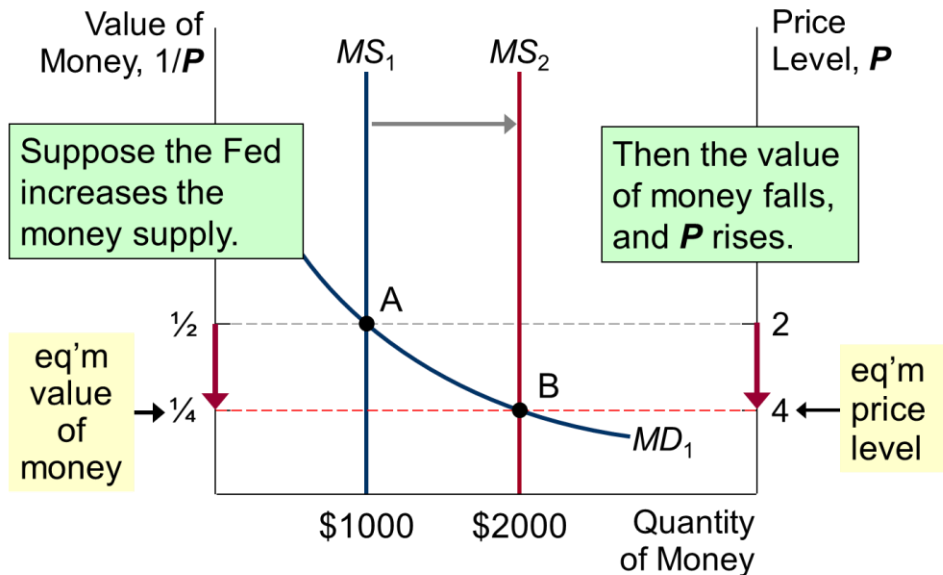 Value of
Money, 1/P
Price
Level, P
MS₁
MS₂
Suppose the Fed
increases the
money supply.
Then the value
of money falls,
and P rises.
A
½
2
eq’m
value
of
money
B
¼
4
eq’m
price
level
MD₁
$1000
$2000
Quantity
of Money